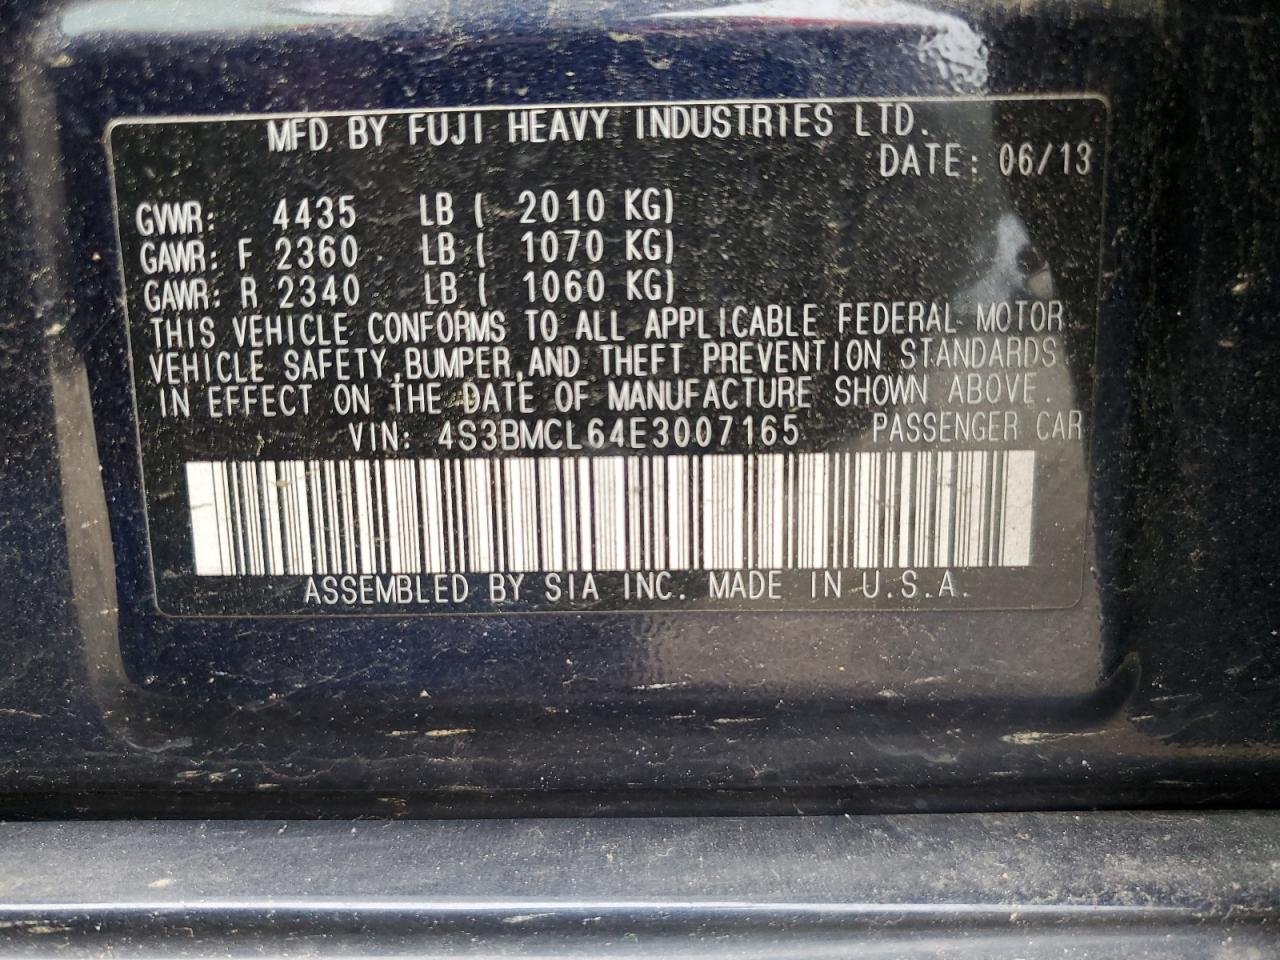 MFD BY FUJI HEAVY INDUSTRIES LTD.
DATE: 06/13
GVWR: 4435 LB ( 2010 KG)
GAWR: F 2360 LB ( 1070 KG)
GAWR: R 2340 LB ( 1060 KG)
THIS VEHICLE CONFORMS TO ALL APPLICABLE FEDERAL MOTOR
VEHICLE SAFETY,BUMPER,AND THEFT PREVENTION STANDARDS
IN EFFECT ON THE DATE OF MANUFACTURE SHOWN ABOVE.
VIN: 4S3BMCL64E3007165 PASSENGER CAR
ASSEMBLED BY SIA INC. MADE IN U.S.A.